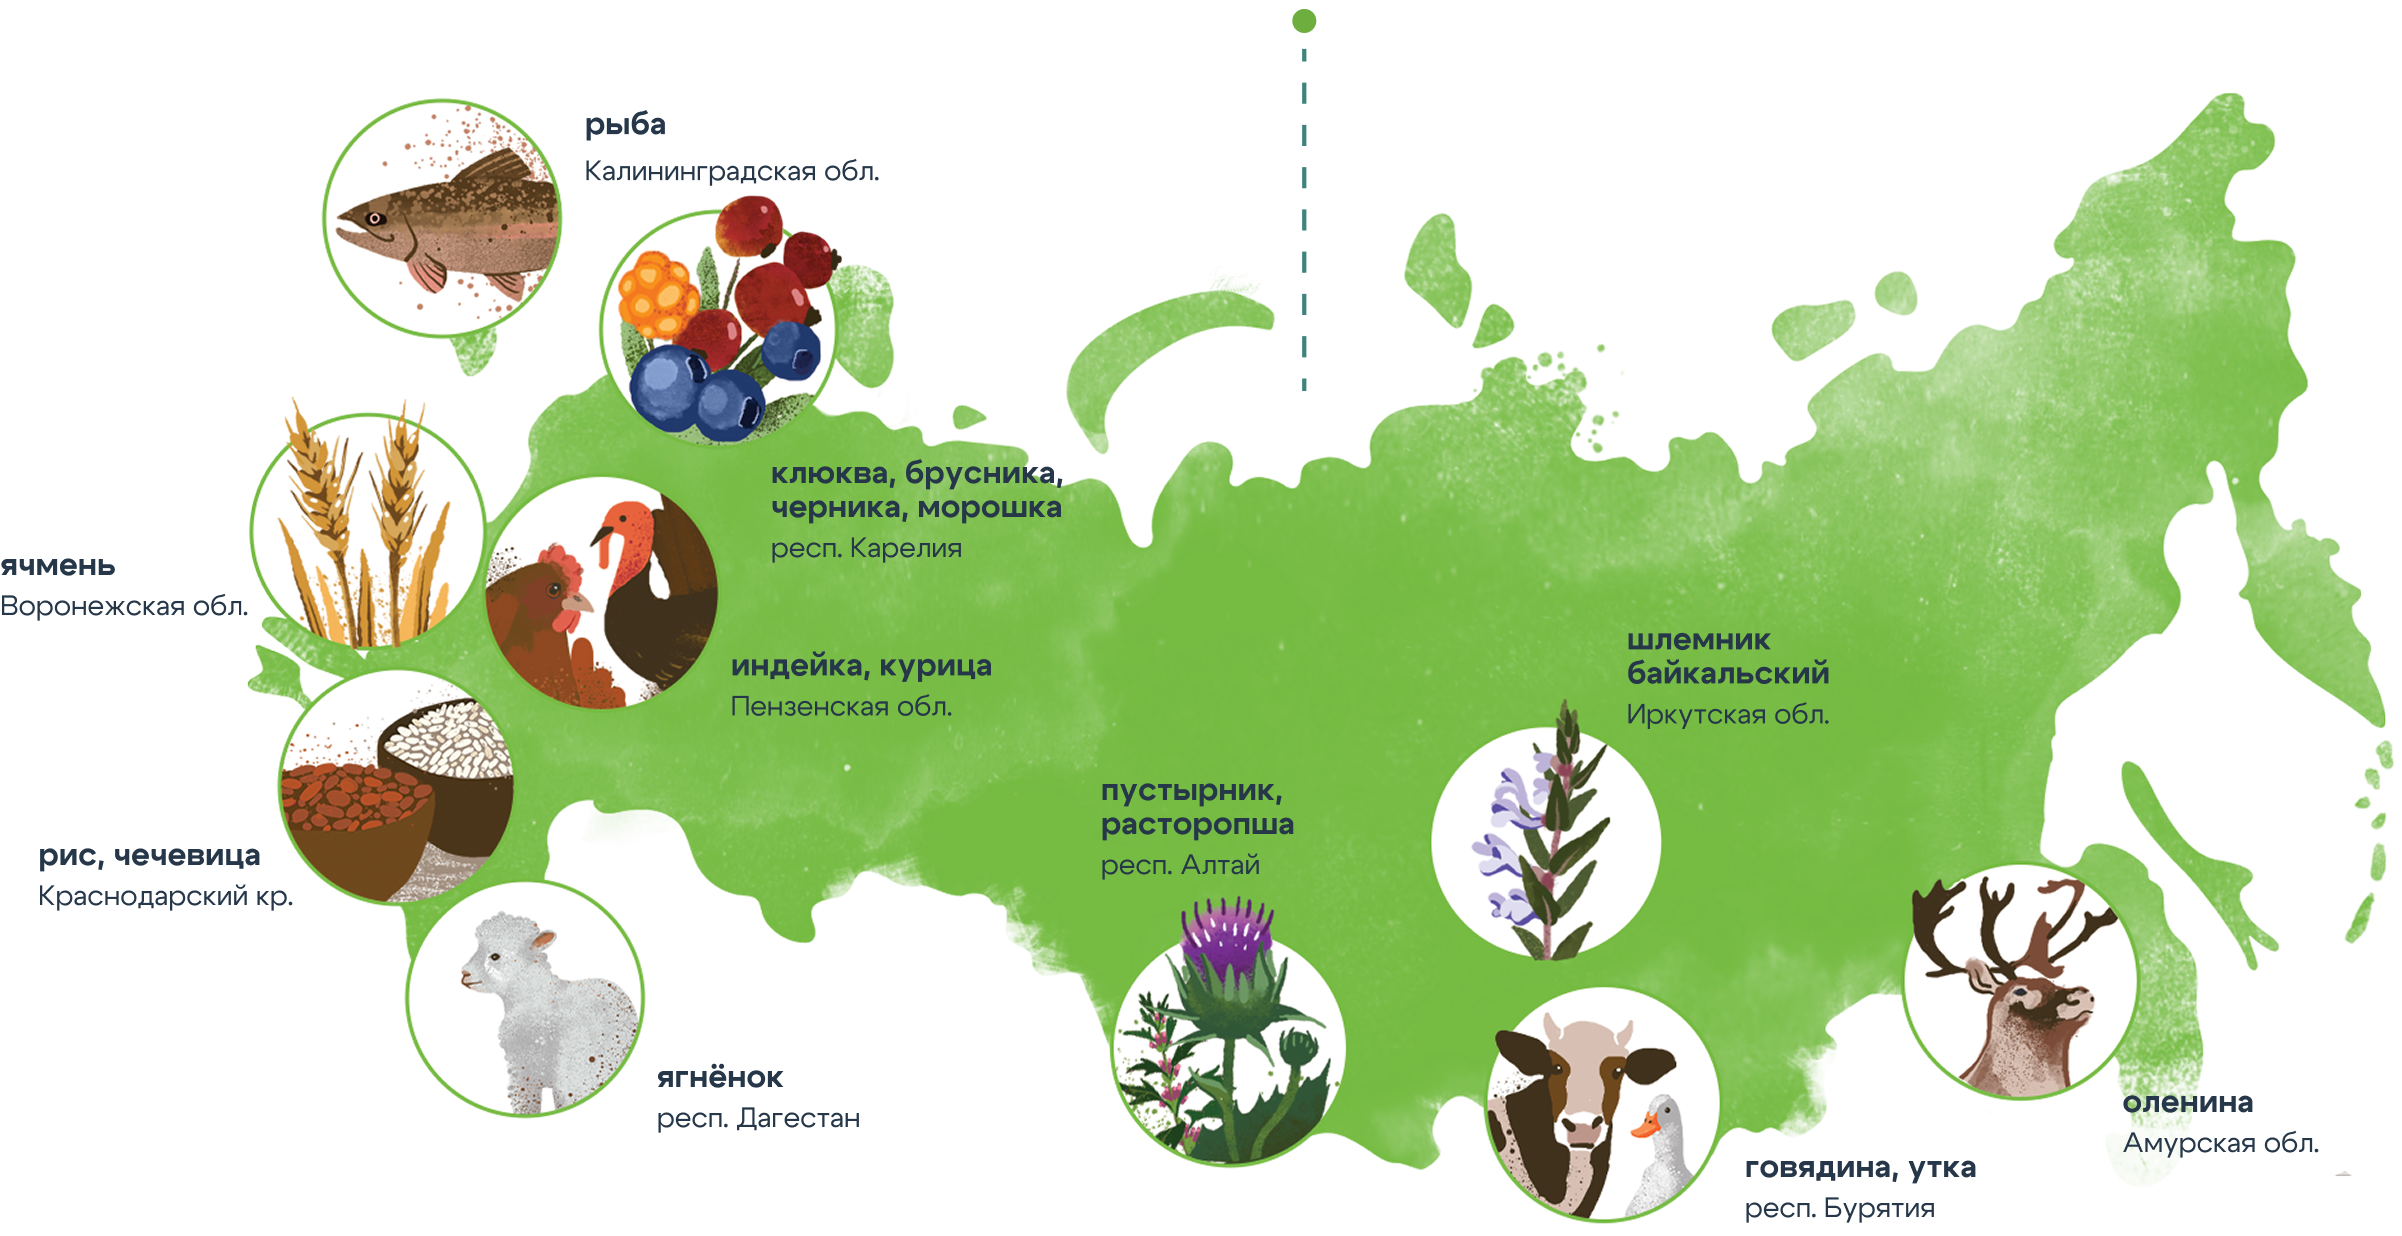 рыба
Калининградская обл.
клюква, брусника,
черника, морошка
респ. Карелия
ячмень
Воронежская обл.
индейка, курица
Пензенская обл.
шлемник
байкальский
Иркутская обл.
пустырник,
расторопша
респ. Алтай
рис, чечевица
Краснодарский кр.
ягнёнок
респ. Дагестан
оленина
Амурская обл.
говядина, утка
респ. Бурятия